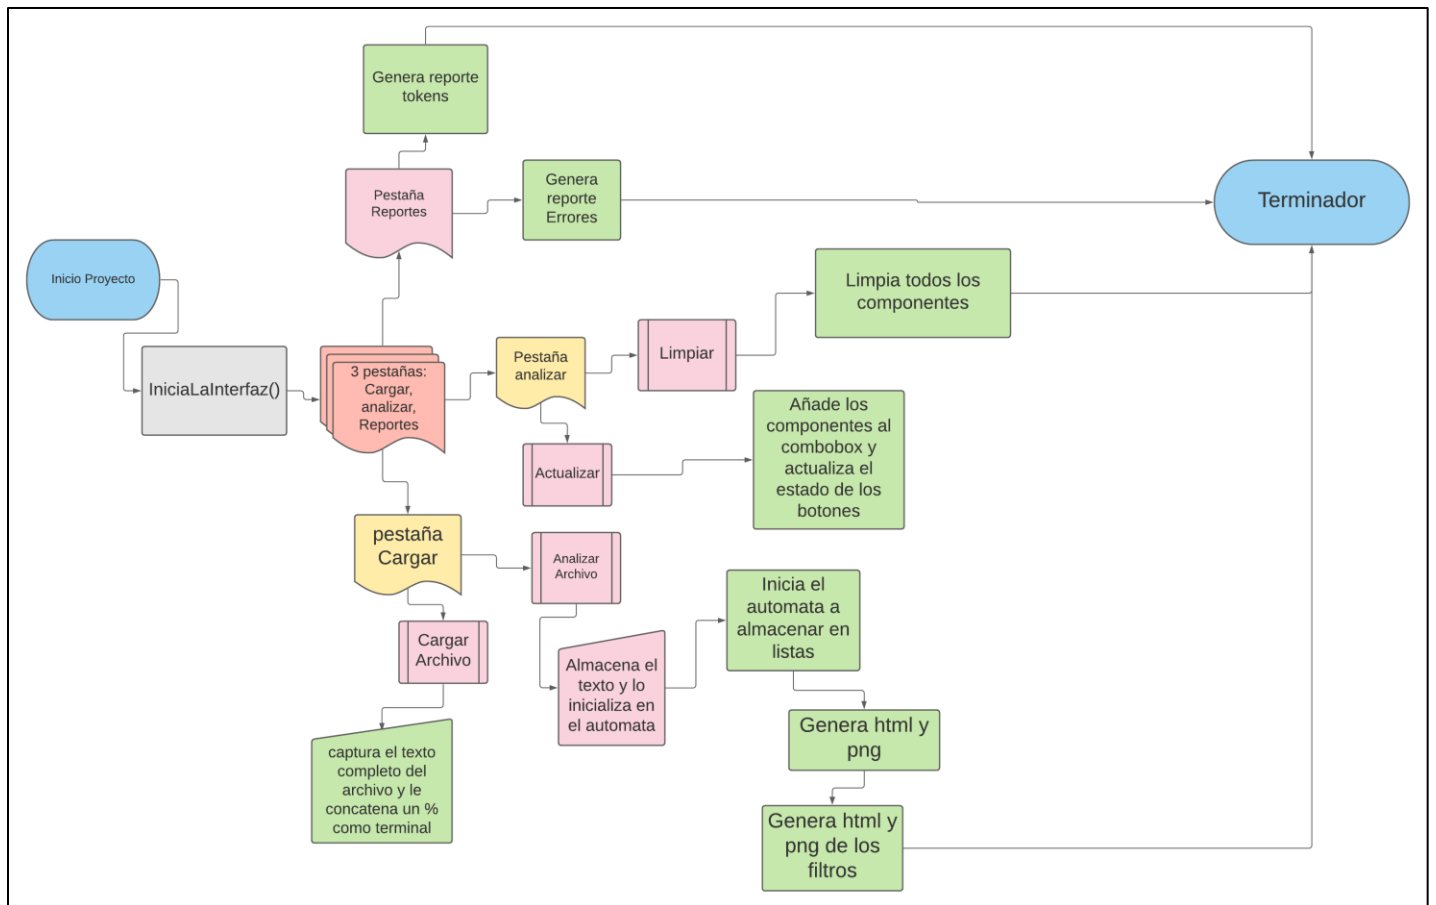 Genera reporte
tokens
Pestaña
Reportes
Genera
reporte
Errores
Terminador
Inicio Proyecto
IniciaLaInterfaz()
3 pestañas:
Cargar,
analizar,
Reportes
Pestaña
analizar
Limpiar
Limpia todos los
componentes
Actualizar
Añade los
componentes al
combobox y
actualiza el
estado de los
botones
pestaña
Cargar
Analizar
Archivo
Cargar
Archivo
captura el texto
completo del
archivo y le
concatena un %
como terminal
Almacena el
texto y lo
inicializa en
el automata
Inicia el
automata a
almacenar en
listas
Genera html y
png
Genera html y
png de los
filtros